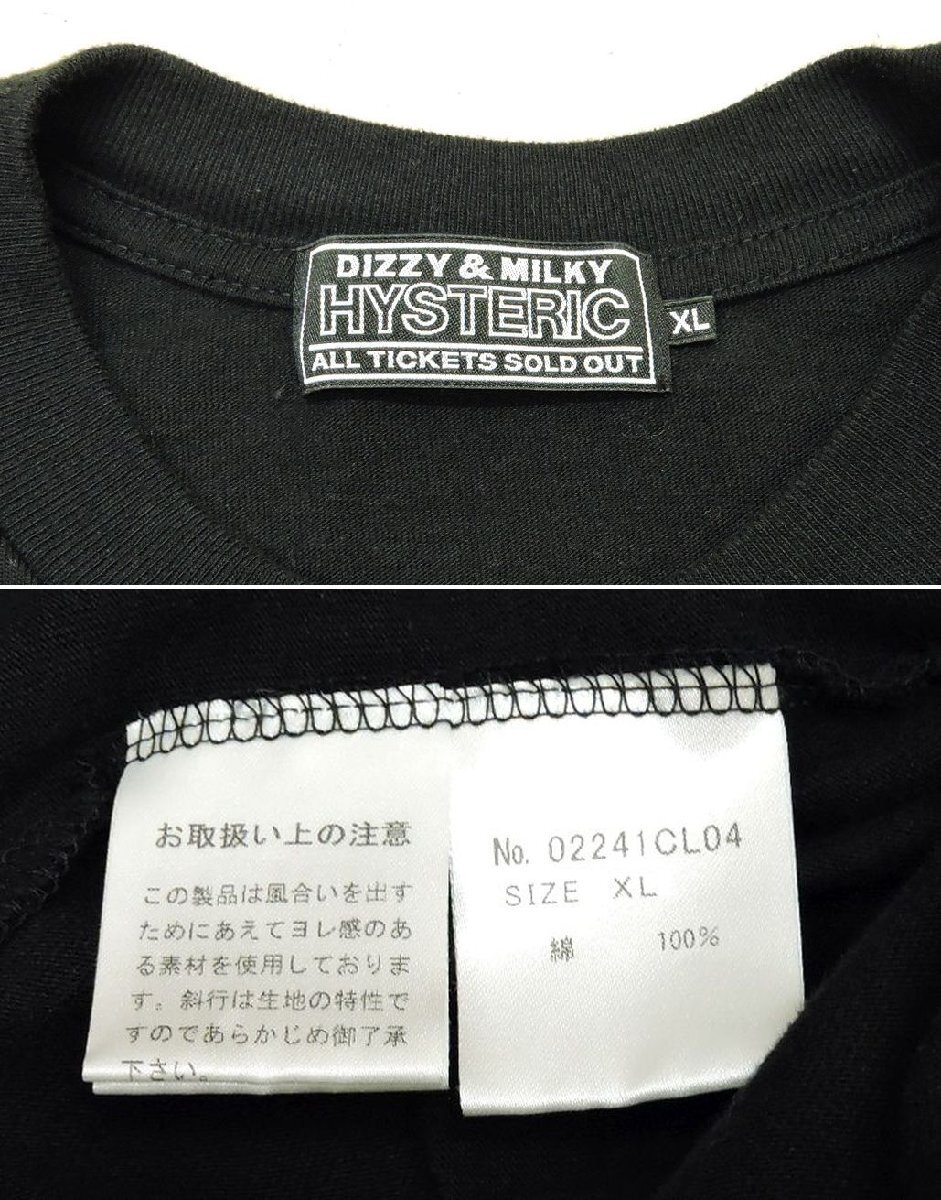 DIZZY & MILKY
HYSTERIC
ALL TICKETS SOLD OUT
XL
お取扱い上の注意
この製品は風合いを出す
ためにあえてヨレ感のあ
る素材を使用しておりま
す。斜行は生地の特性で
すのであらかじめ御了承
下さい。
No. 02241CL04
SIZE XL
綿 100%